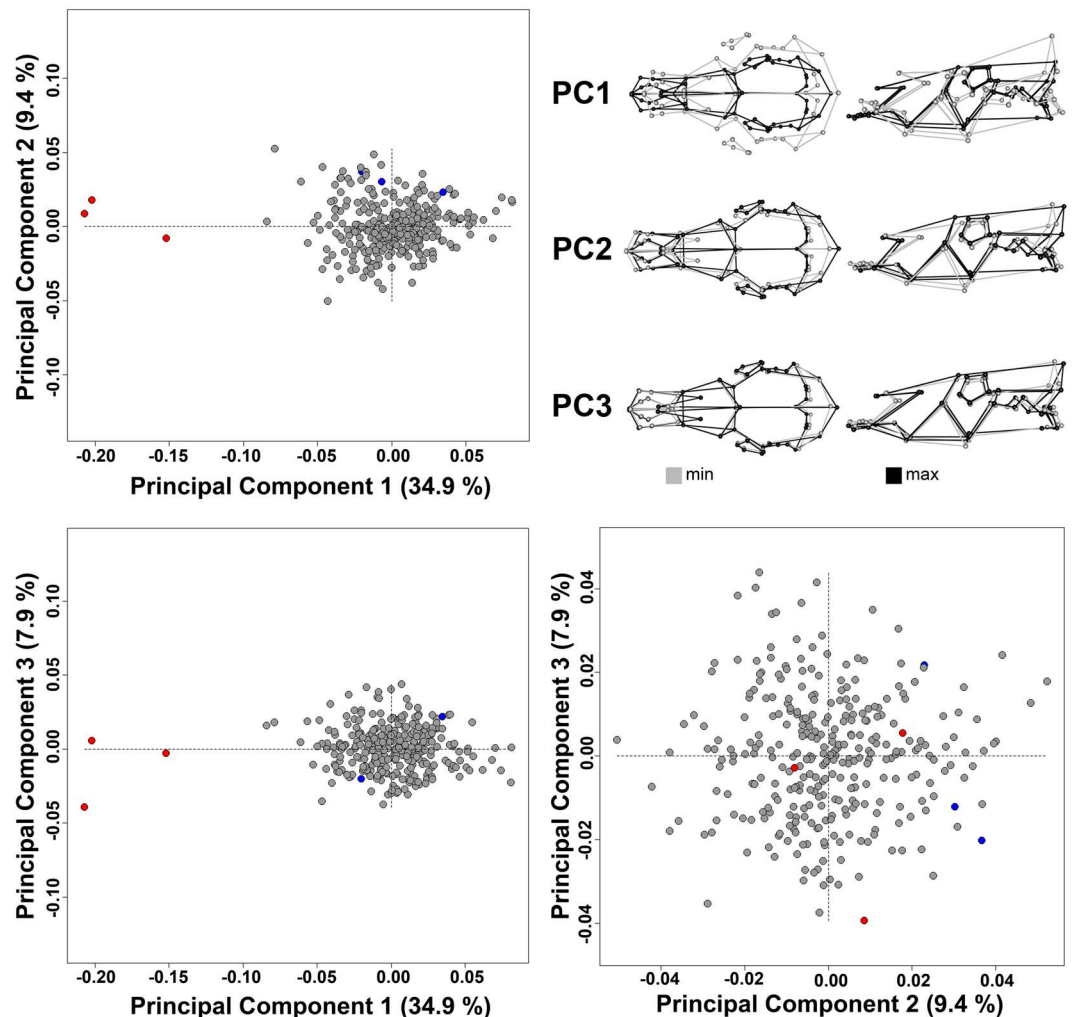 Principal Component 2 (9.4 %)
0.10
0.05
0.00
-0.05
-0.10
-0.20
-0.15
-0.10
-0.05
0.00
0.05
Principal Component 1 (34.9 %)
PC1
PC2
PC3
min
max
Principal Component 3 (7.9 %)
0.10
0.05
0.00
-0.05
-0.10
-0.20
-0.15
-0.10
-0.05
0.00
0.05
Principal Component 1 (34.9 %)
Principal Component 3 (7.9 %)
0.04
0.02
0.00
-0.02
-0.04
-0.04
-0.02
0.00
0.02
0.04
Principal Component 2 (9.4 %)